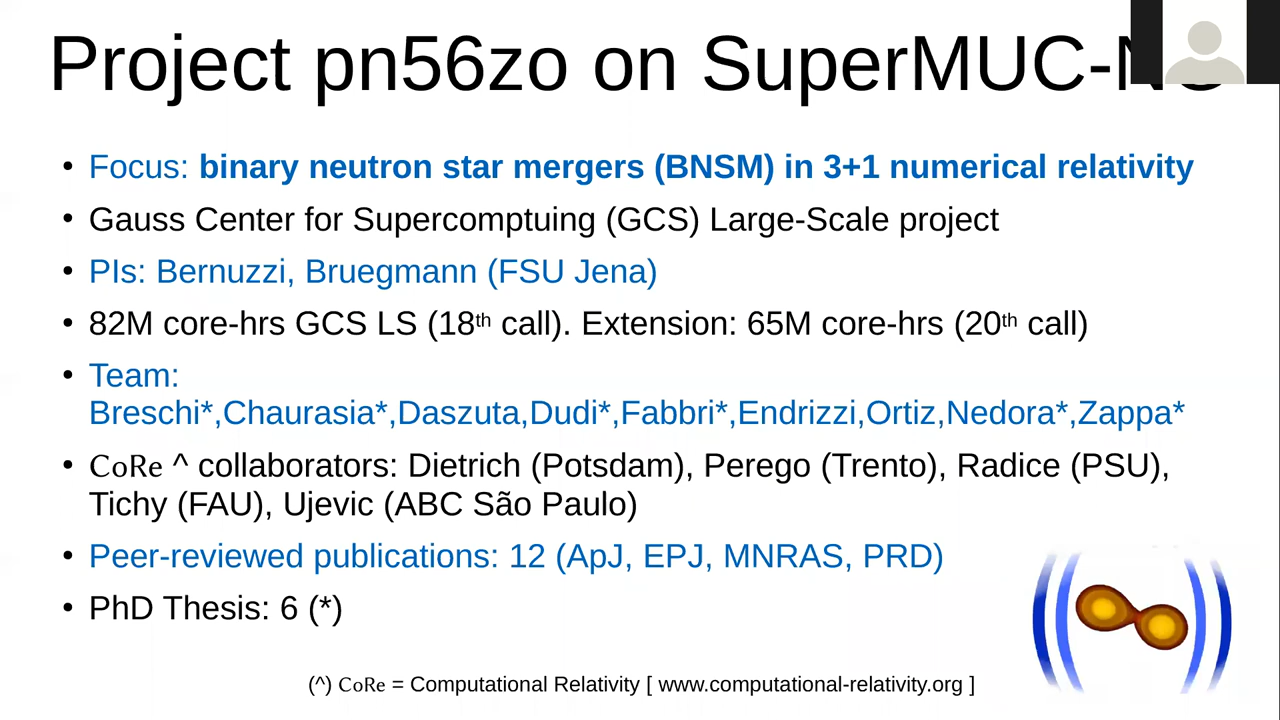 Project pn56zo on SuperMUC-
• Focus: binary neutron star mergers (BNSM) in 3+1 numerical relativity
• Gauss Center for Supercomptuing (GCS) Large-Scale project
• PIs: Bernuzzi, Bruegmann (FSU Jena)
• 82M core-hrs GCS LS (18th call). Extension: 65M core-hrs (20th call)
• Team:
Breschi*,Chaurasia*,Daszuta,Dudi*,Fabbri*,Endrizzi,Ortiz,Nedora*,Zappa*
• CoRe ^ collaborators: Dietrich (Potsdam), Perego (Trento), Radice (PSU),
Tichy (FAU), Ujevic (ABC São Paulo)
• Peer-reviewed publications: 12 (ApJ, EPJ, MNRAS, PRD)
• PhD Thesis: 6 (*)
(^) CoRe = Computational Relativity [ www.computational-relativity.org ]